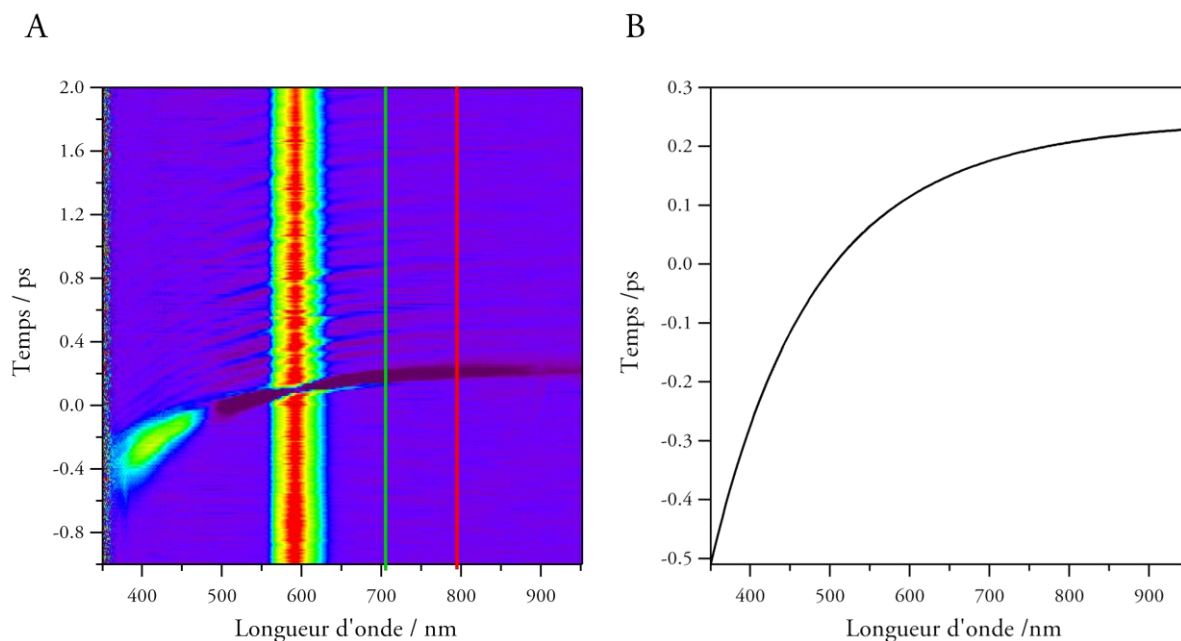 A
B
2.0
1.6
1.2
0.8
0.4
0.0
-0.4
-0.8
Temps / ps
400 500 600 700 800 900
Longueur d'onde / nm
0.3
0.2
0.1
0.0
-0.1
-0.2
-0.3
-0.4
-0.5
Temps /ps
400 500 600 700 800 900
Longueur d'onde /nm